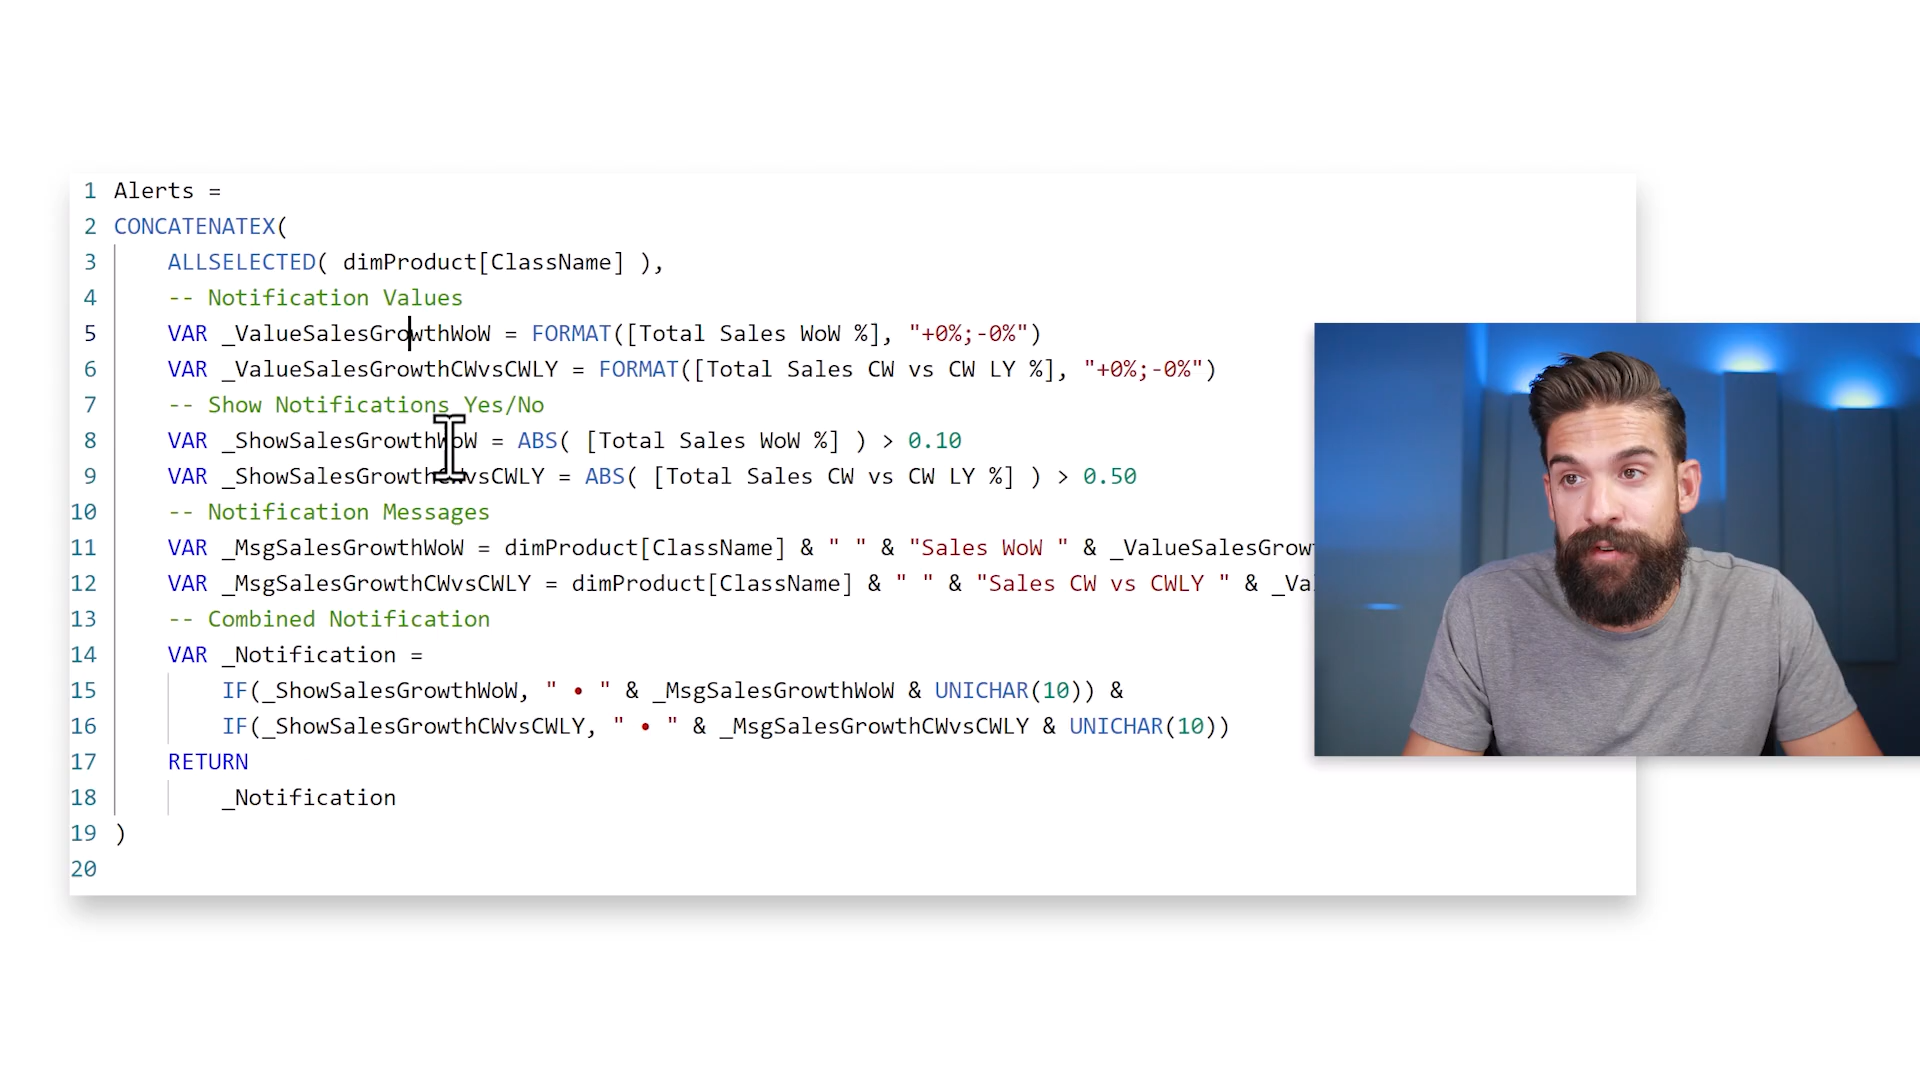 1 Alerts =
2 CONCATENATEX(
3 ALLSELECTED( dimProduct[ClassName] ),
4 -- Notification Values
5 VAR _ValueSalesGrowthWoW = FORMAT([Total Sales WoW %], "+0%;-0%")
6 VAR _ValueSalesGrowthCWvsCWLY = FORMAT([Total Sales CW vs CW LY %], "+0%;-0%")
7 -- Show Notifications Yes/No
8 VAR _ShowSalesGrowthWoW = ABS( [Total Sales WoW %] ) > 0.10
9 VAR _ShowSalesGrowthCWvsCWLY = ABS( [Total Sales CW vs CW LY %] ) > 0.50
10 -- Notification Messages
11 VAR _MsgSalesGrowthWoW = dimProduct[ClassName] & " " & "Sales WoW " & _ValueSalesGrow
12 VAR _MsgSalesGrowthCWvsCWLY = dimProduct[ClassName] & " " & "Sales CW vs CWLY " & _Va
13 -- Combined Notification
14 VAR _Notification =
15 IF(_ShowSalesGrowthWoW, " • " & _MsgSalesGrowthWoW & UNICHAR(10)) &
16 IF(_ShowSalesGrowthCWvsCWLY, " • " & _MsgSalesGrowthCWvsCWLY & UNICHAR(10))
17 RETURN
18 _Notification
19 )
20